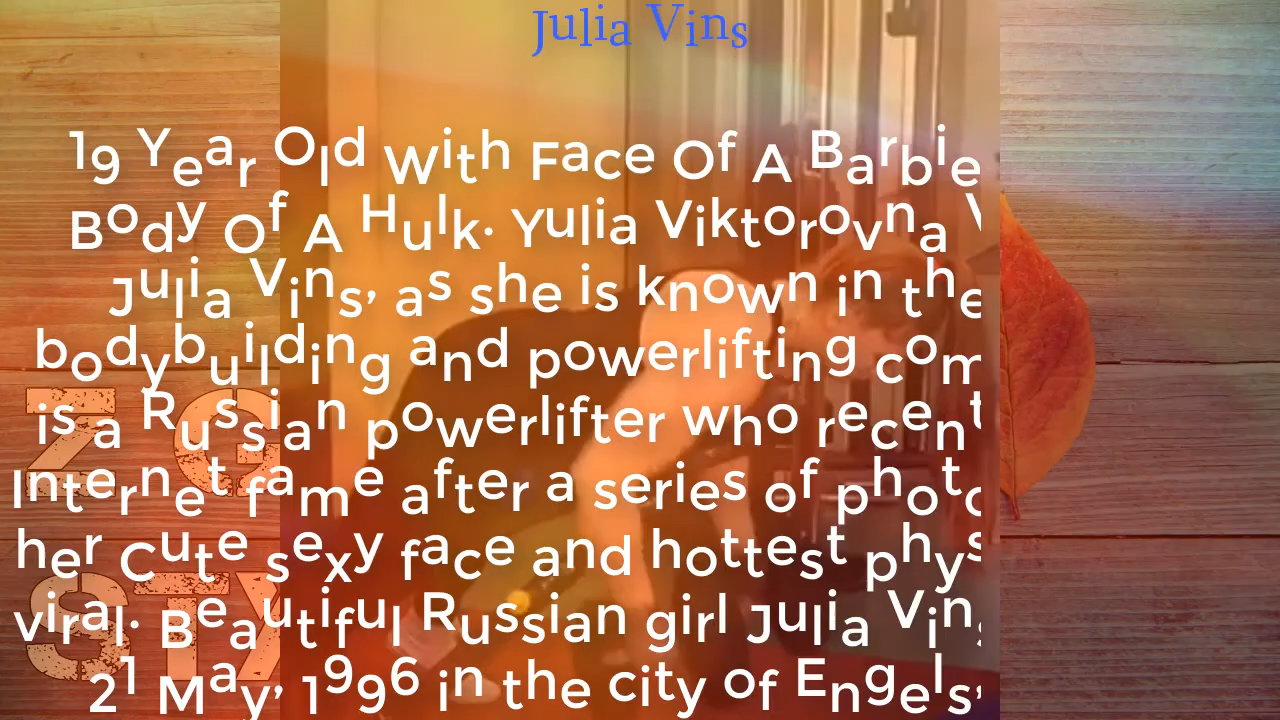 Julia Vins
19 Year Old With Face Of A Barbie
Body Of A Hulk. Yulia Viktorovna
Julia Vins, as she is known in the
bodybuilding and powerlifting com
is a Russian powerlifter who recent
Internet fame after a series of phot
her Cute sexy face and hottest phys
viral. Beautiful Russian girl Julia Vin
21 May, 1996 in the city of Engels,
Z G
STY